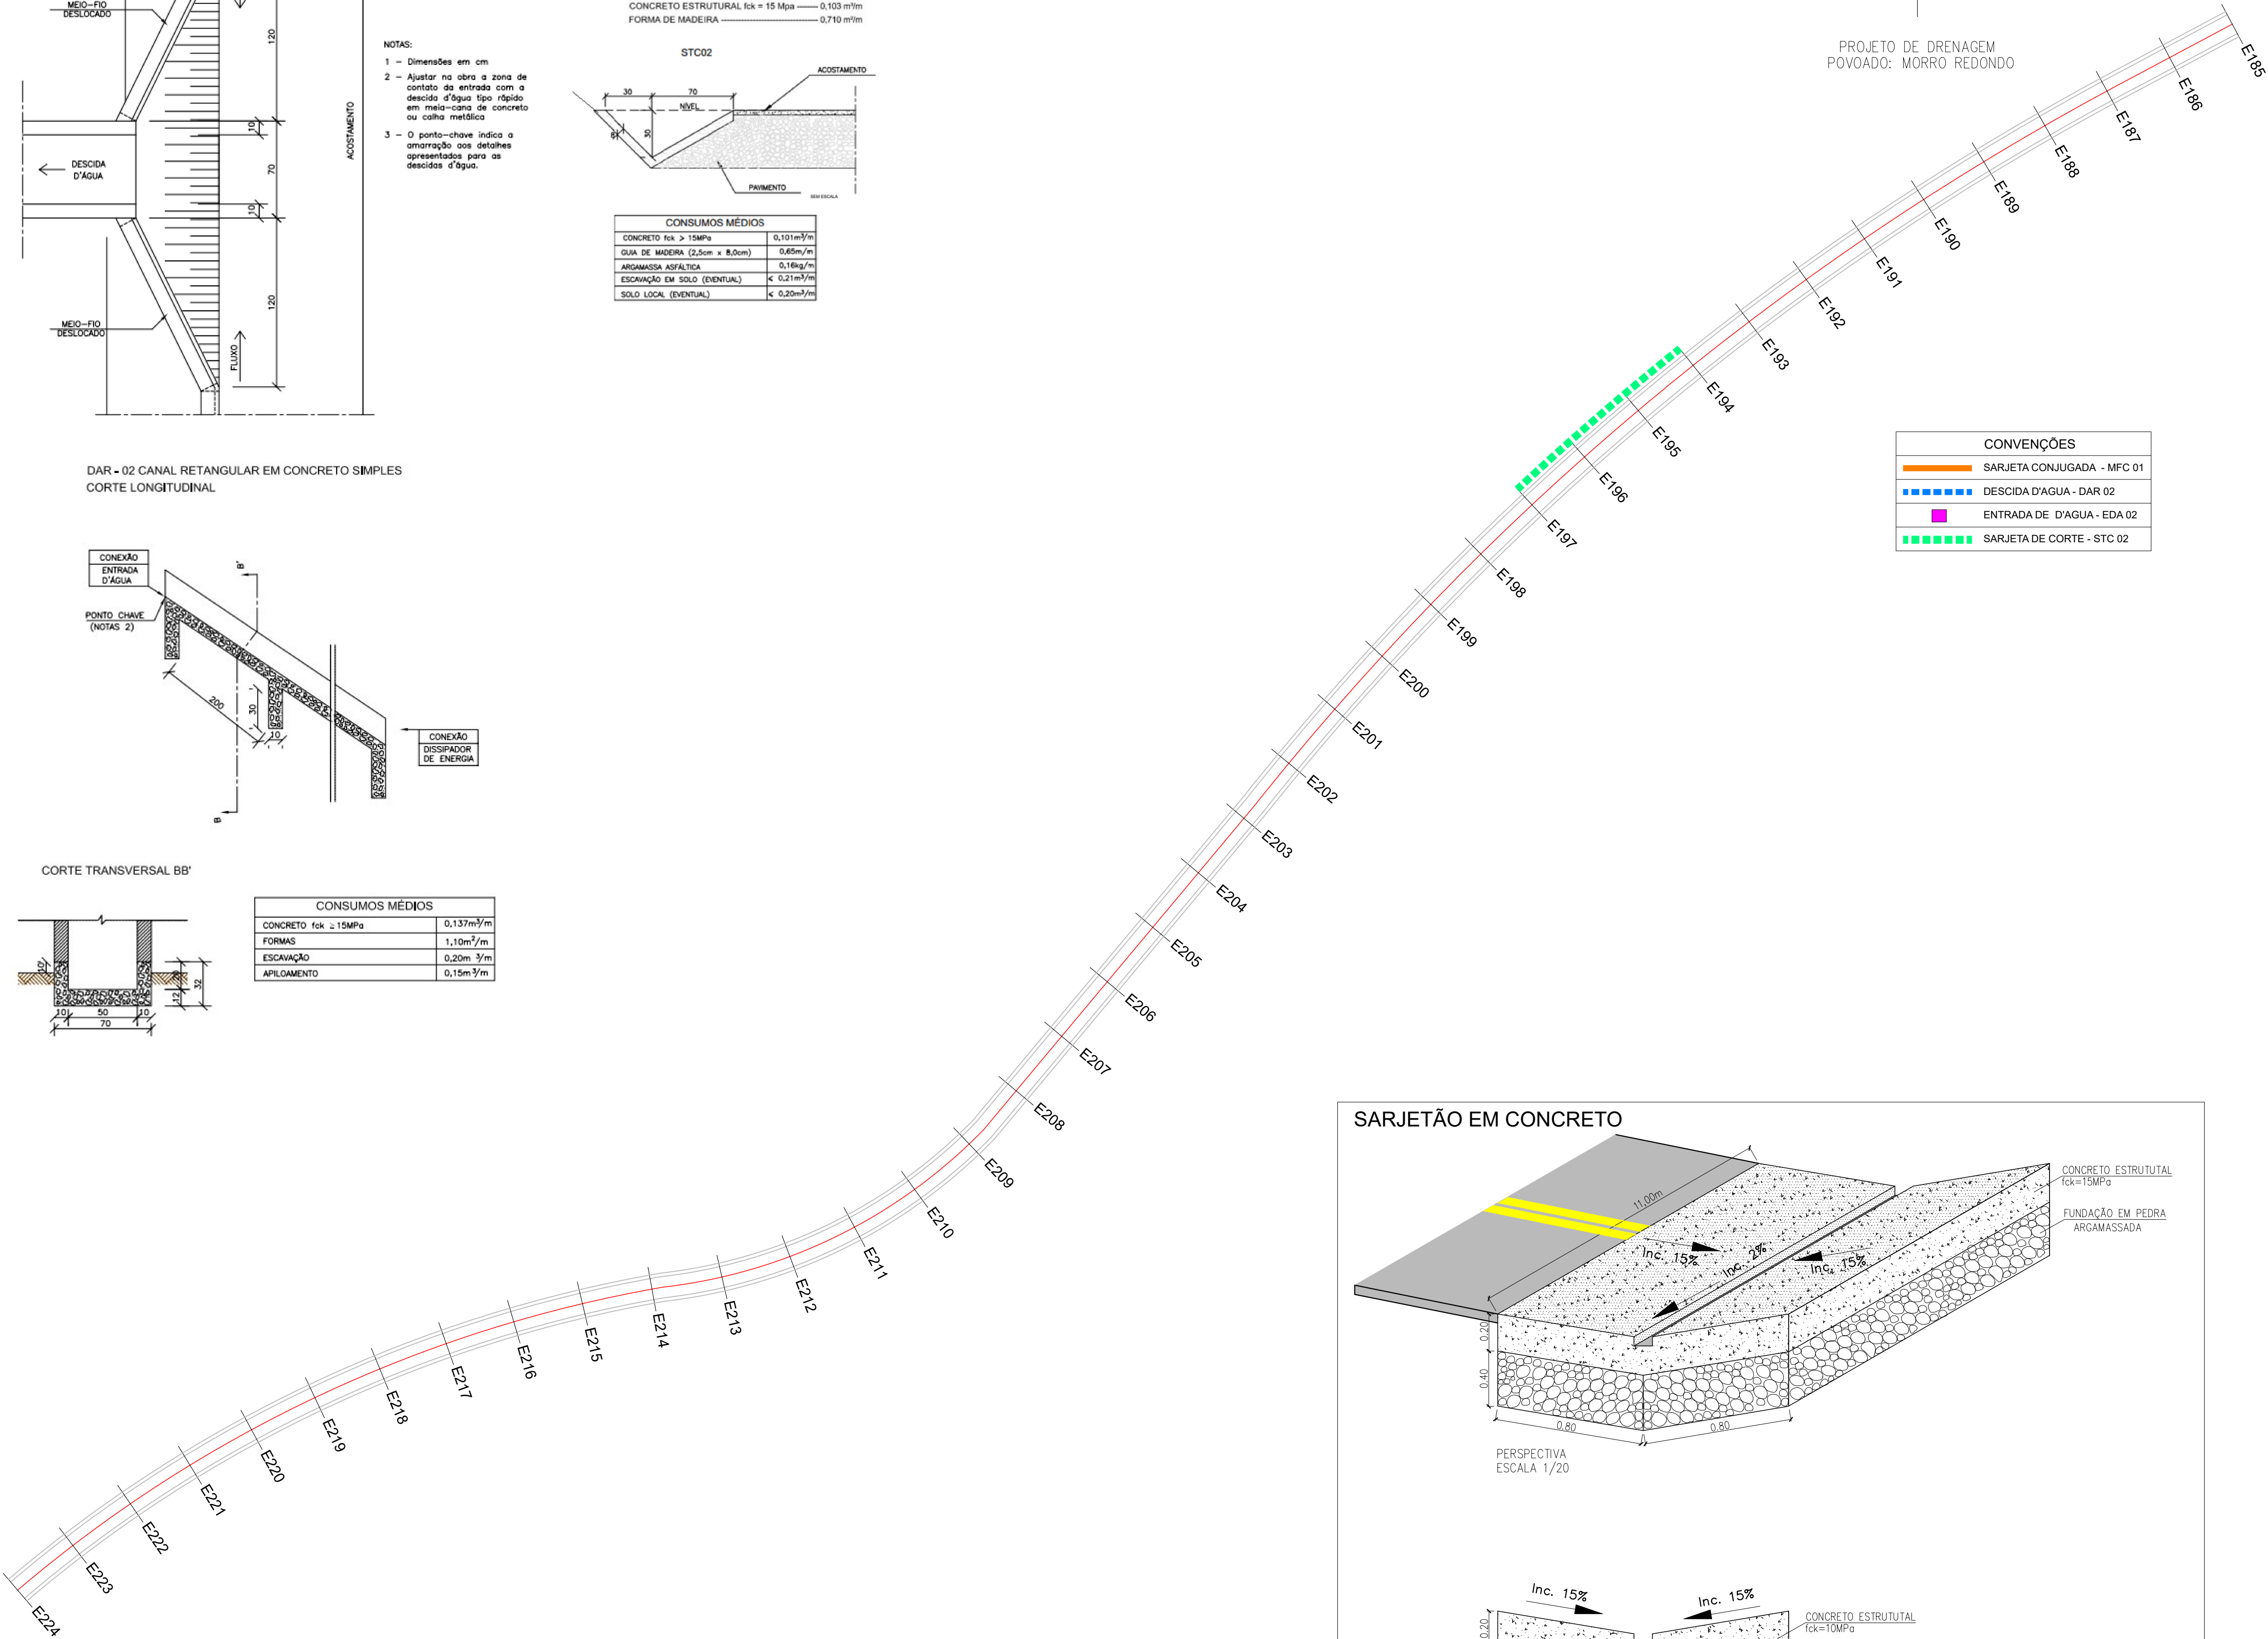 MEIO-FIO
DESLOCADO
120
10
70
10
120
DESCIDA
D'ÁGUA
MEIO-FIO
DESLOCADO
FLUXO
ACOSTAMENTO
NOTAS:
1 - Dimensões em cm
2 - Ajustar na obra a zona de
contato da entrada com a
descida d'água tipo rápido
em meia-cana de concreto
ou calha metálica
3 - O ponto-chave indica a
amarração aos detalhes
apresentados para as
descidas d'água.
CONCRETO ESTRUTURAL fck = 15 Mpa —— 0,103 m³/m
FORMA DE MADEIRA ---------------------------- 0,710 m²/m
STC02
ACOSTAMENTO
30
70
NÍVEL
30
PAVIMENTO
SEM ESCALA
CONSUMOS MÉDIOS
CONCRETO fck > 15MPa 0,101m³/m
GUIA DE MADEIRA (2,5cm x 8,0cm) 0,65m/m
ARGAMASSA ASFÁLTICA 0,16kg/m
ESCAVAÇÃO EM SOLO (EVENTUAL) < 0,21m³/m
SOLO LOCAL (EVENTUAL) < 0,20m³/m
PROJETO DE DRENAGEM
POVOADO: MORRO REDONDO
CONVENÇÕES
SARJETA CONJUGADA - MFC 01
DESCIDA D'AGUA - DAR 02
ENTRADA DE D'AGUA - EDA 02
SARJETA DE CORTE - STC 02
DAR - 02 CANAL RETANGULAR EM CONCRETO SIMPLES
CORTE LONGITUDINAL
CONEXÃO
ENTRADA
D'ÁGUA
PONTO CHAVE
(NOTAS 2)
B'
200
30
10
B
CONEXÃO
DISSIPADOR
DE ENERGIA
CORTE TRANSVERSAL BB'
10
20
12
32
10
50
10
70
CONSUMOS MÉDIOS
CONCRETO fck ≥ 15MPa 0,137m³/m
FORMAS 1,10m²/m
ESCAVAÇÃO 0,20m ³/m
APILOAMENTO 0,15m³/m
E185
E186
E187
E188
E189
E190
E191
E192
E193
E194
E195
E196
E197
E198
E199
E200
E201
E202
E203
E204
E205
E206
E207
E208
E209
E210
E211
E212
E213
E214
E215
E216
E217
E218
E219
E220
E221
E222
E223
E224
SARJETÃO EM CONCRETO
11,00m
Inc. 15%
Inc. 2%
Inc. 15%
CONCRETO ESTRUTUTAL
fck=15MPa
FUNDAÇÃO EM PEDRA
ARGAMASSADA
0.20
0.40
0.80
0.80
PERSPECTIVA
ESCALA 1/20
Inc. 15%
Inc. 15%
0.20
CONCRETO ESTRUTUTAL
fck=10MPa